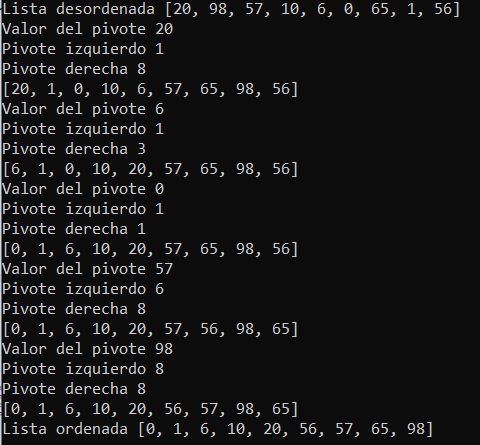 Lista desordenada [20, 98, 57, 10, 6, 0, 65, 1, 56]
Valor del pivote 20
Pivote izquierdo 1
Pivote derecha 8
[20, 1, 0, 10, 6, 57, 65, 98, 56]
Valor del pivote 6
Pivote izquierdo 1
Pivote derecha 3
[6, 1, 0, 10, 20, 57, 65, 98, 56]
Valor del pivote 0
Pivote izquierdo 1
Pivote derecha 1
[0, 1, 6, 10, 20, 57, 65, 98, 56]
Valor del pivote 57
Pivote izquierdo 6
Pivote derecha 8
[0, 1, 6, 10, 20, 57, 56, 98, 65]
Valor del pivote 98
Pivote izquierdo 8
Pivote derecha 8
[0, 1, 6, 10, 20, 56, 57, 98, 65]
Lista ordenada [0, 1, 6, 10, 20, 56, 57, 65, 98]